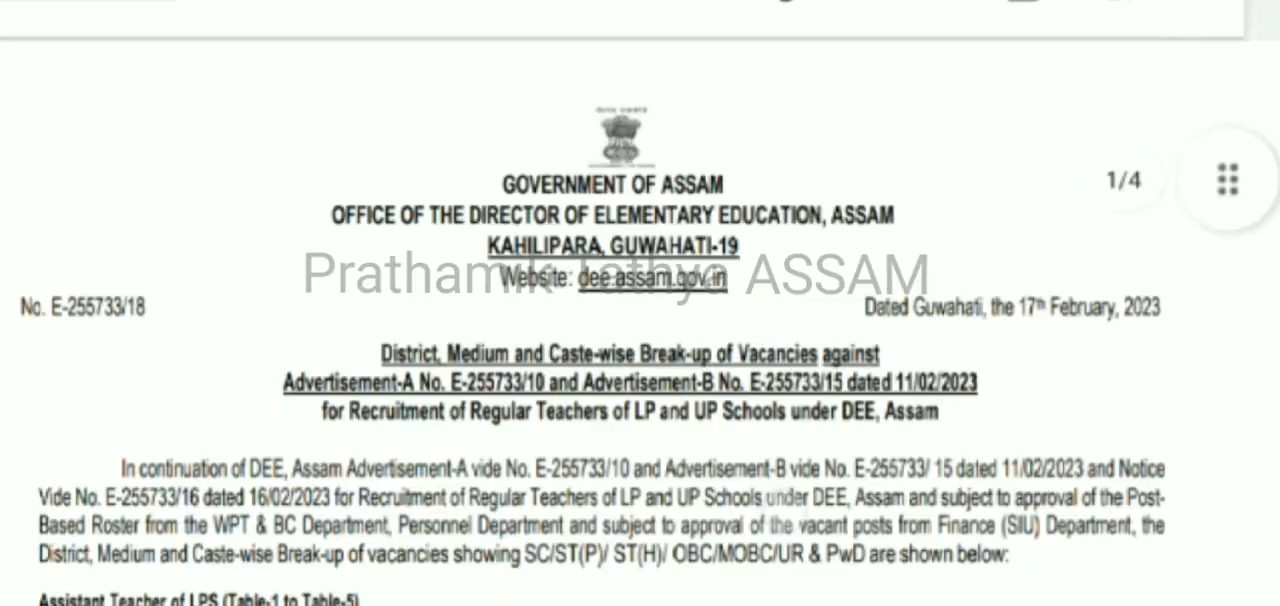 GOVERNMENT OF ASSAM
1/4
OFFICE OF THE DIRECTOR OF ELEMENTARY EDUCATION, ASSAM
KAHILIPARA, GUWAHATI-19
Prathamik Tathya ASSAM
Website: dee.assam.gov.in
No. E-255733/18
Dated Guwahati, the 17th February, 2023
District, Medium and Caste-wise Break-up of Vacancies against
Advertisement-A No. E-255733/10 and Advertisement-B No. E-255733/15 dated 11/02/2023
for Recruitment of Regular Teachers of LP and UP Schools under DEE, Assam
In continuation of DEE, Assam Advertisement-A vide No. E-255733/10 and Advertisement-B vide No. E-255733/ 15 dated 11/02/2023 and Notice
Vide No. E-255733/16 dated 16/02/2023 for Recruitment of Regular Teachers of LP and UP Schools under DEE, Assam and subject to approval of the Post-
Based Roster from the WPT & BC Department, Personnel Department and subject to approval of the vacant posts from Finance (SIU) Department, the
District, Medium and Caste-wise Break-up of vacancies showing SC/ST(P)/ ST(H)/ OBC/MOBC/UR & PwD are shown below:
Assistant Teacher of LPS (Table-1 to Table-5)